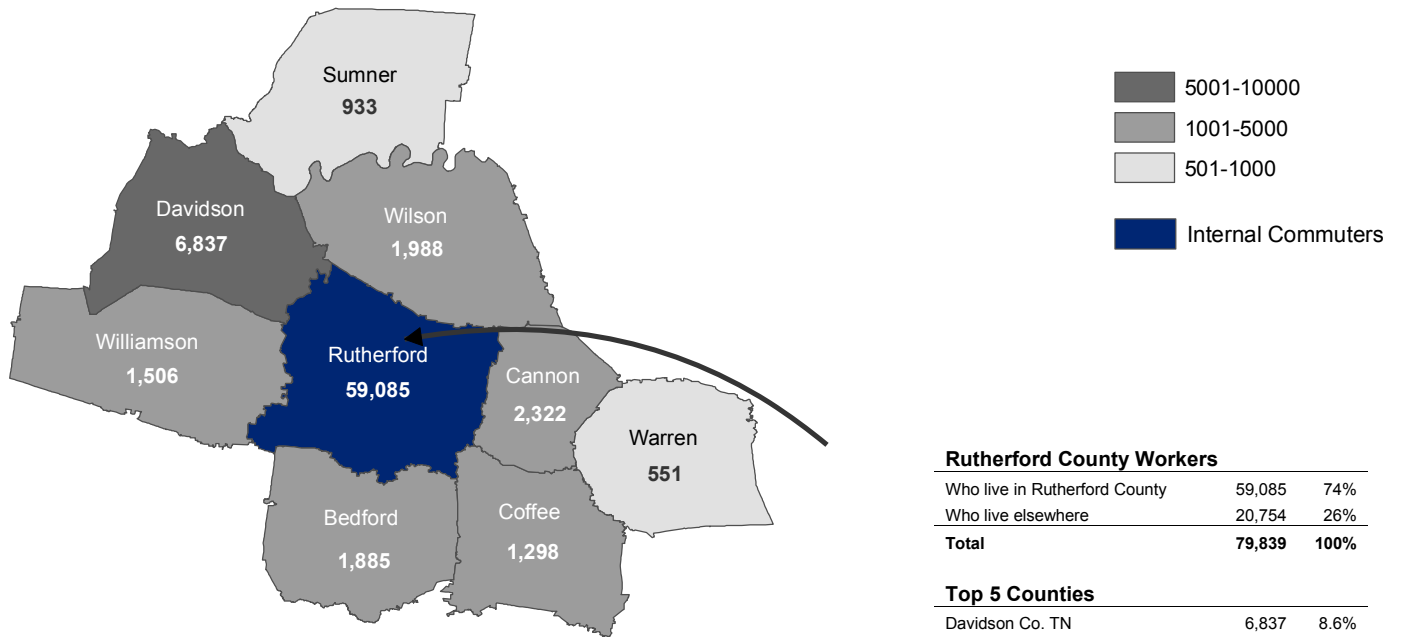 Sumner
933
Davidson
6,837
Wilson
1,988
Williamson
1,506
Rutherford
59,085
Cannon
2,322
Warren
551
Bedford
1,885
Coffee
1,298
5001-10000
1001-5000
501-1000
Internal Commuters
Rutherford County Workers
Who live in Rutherford County 59,085 74%
Who live elsewhere 20,754 26%
Total 79,839 100%
Top 5 Counties
Davidson Co. TN 6,837 8.6%